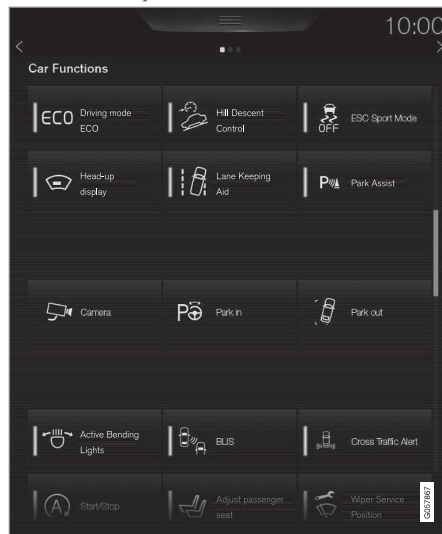 10:00
Car Functions
ECO Driving mode ECO
Hill Descent Control
OFF ESC Sport Mode
Head-up display
Lane Keeping Aid
P Park Assist
Camera
P Park in
Park out
Active Bending Lights
BLIS
Cross Traffic Alert
A Start/Stop
Adjust passenger seat
Wiper Service Position
G057867